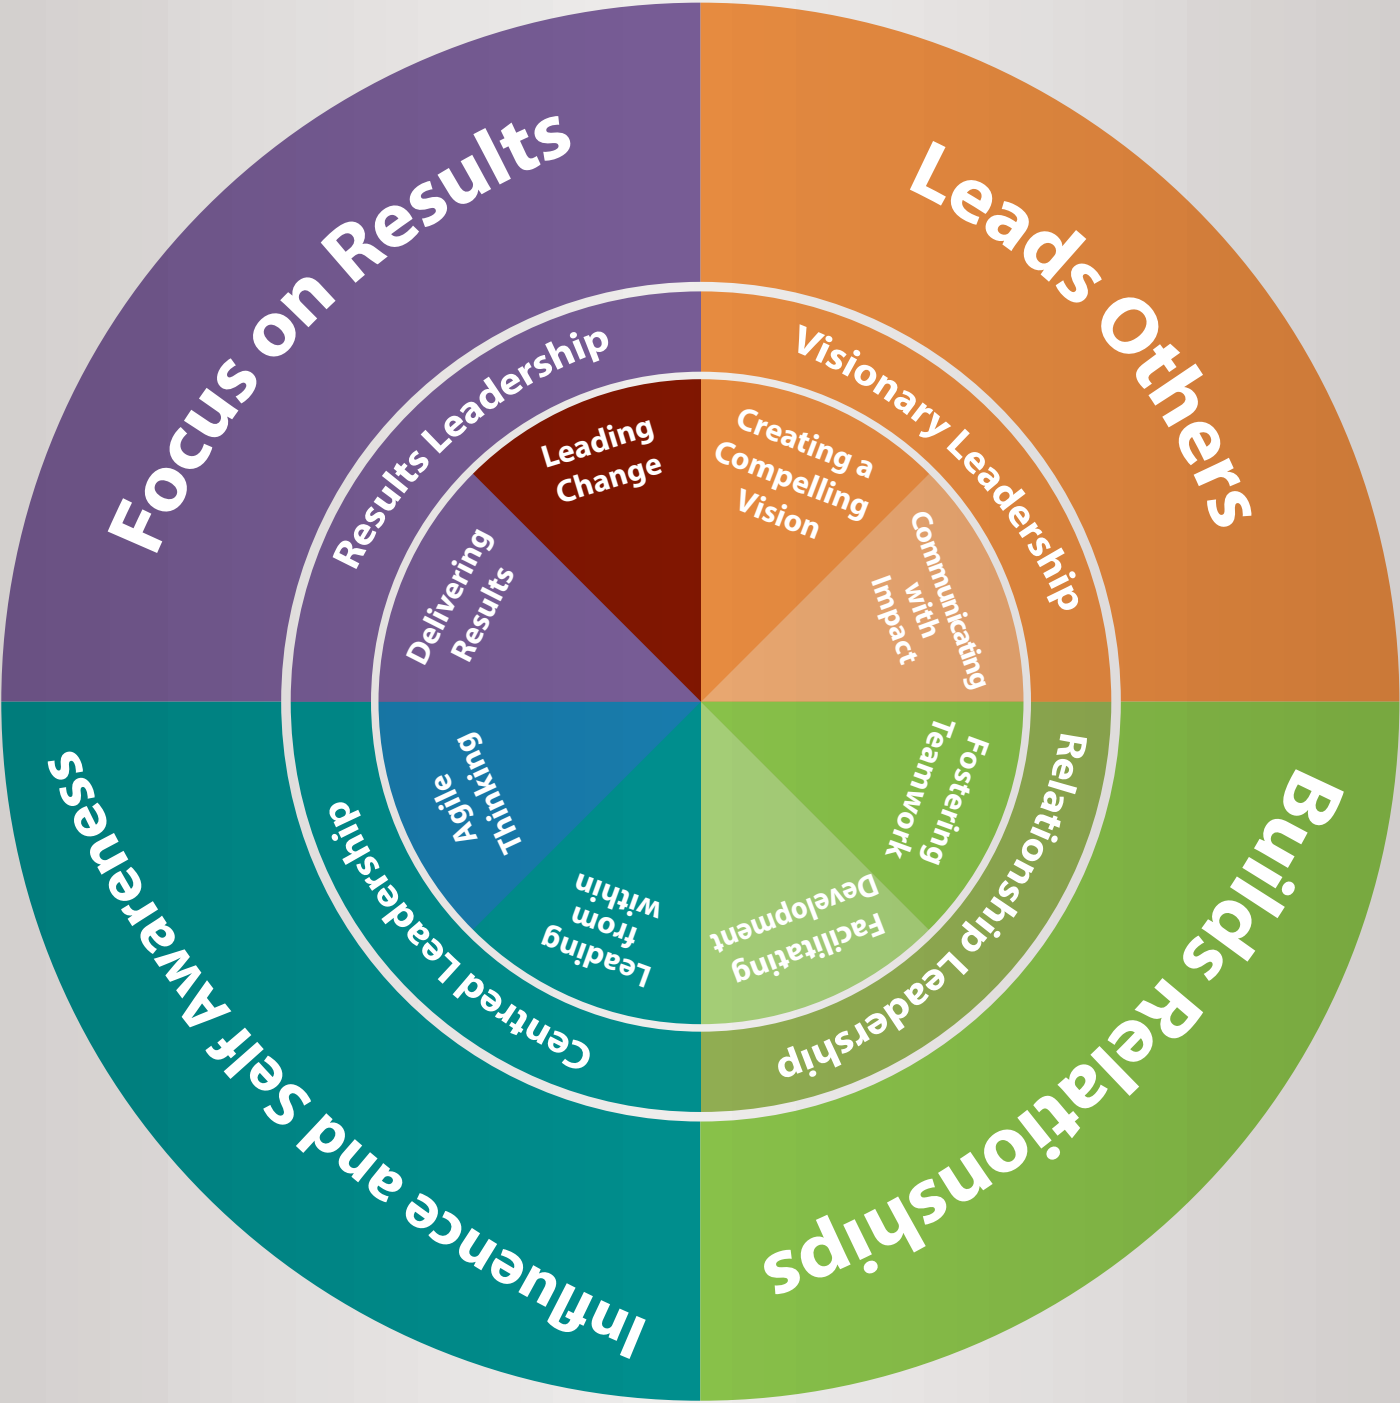 Focus on Results
Leads Others
Builds Relationships
Influence and Self Awareness
Results Leadership
Visionary Leadership
Relationship Leadership
Centred Leadership
Leading
Change
Creating a
Compelling
Vision
Communicating
with
Impact
Fostering
Teamwork
Facilitating
Development
Leading
from
within
Agile
Thinking
Delivering
Results